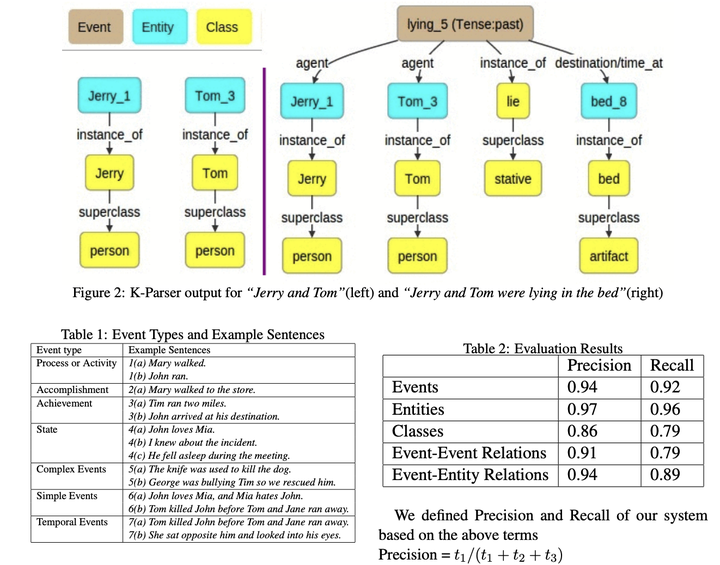 Event Entity Class
Jerry_1 Tom_3
instance_of instance_of
Jerry Tom
superclass superclass
person person
lying_5 (Tense:past)
agent agent instance_of destination/time_at
Jerry_1 Tom_3 lie bed_8
instance_of instance_of superclass instance_of
Jerry Tom stative bed
superclass superclass superclass
person person artifact
Figure 2: K-Parser output for “Jerry and Tom”(left) and “Jerry and Tom were lying in the bed”(right)
Table 1: Event Types and Example Sentences
Event type Example Sentences
Process or Activity 1(a) Mary walked.
1(b) John ran.
Accomplishment 2(a) Mary walked to the store.
Achievement 3(a) Tim ran two miles.
3(b) John arrived at his destination.
State 4(a) John loves Mia.
4(b) I knew about the incident.
4(c) He fell asleep during the meeting.
Complex Events 5(a) The knife was used to kill the dog.
5(b) George was bullying Tim so we rescued him.
Simple Events 6(a) John loves Mia, and Mia hates John.
6(b) Tom killed John before Tom and Jane ran away.
Temporal Events 7(a) Tom killed John before Tom and Jane ran away.
7(b) She sat opposite him and looked into his eyes.
Table 2: Evaluation Results
Precision Recall
Events 0.94 0.92
Entities 0.97 0.96
Classes 0.86 0.79
Event-Event Relations 0.91 0.79
Event-Entity Relations 0.94 0.89
We defined Precision and Recall of our system
based on the above terms
Precision = t₁/(t₁ + t₂ + t₃)